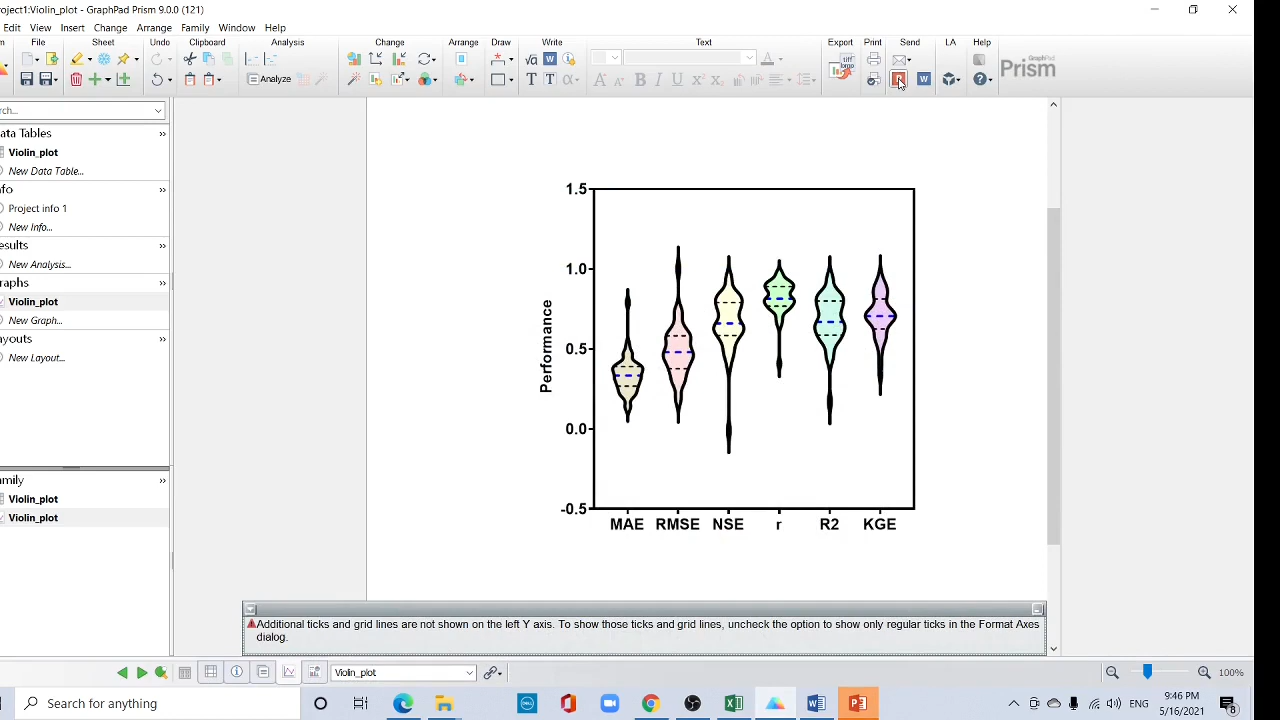 roject1:Violin_plot - GraphPad Prism 9.0.0 (121)
Edit View Insert Change Arrange Family Window Help
File Sheet Undo Clipboard Analysis Change Arrange Draw Write Text Export Print Send LA Help
Analyze
GraphPad
Prism
rc...
ata Tables
Violin_plot
New Data Table...
fo
Project info 1
New Info...
esults
New Analysis...
raphs
Violin_plot
New Graph...
ayouts
New Layout...
amily
Violin_plot
Violin_plot
1.5
1.0
0.5
0.0
-0.5
Performance
MAE RMSE NSE r R2 KGE
Additional ticks and grid lines are not shown on the left Y axis. To show those ticks and grid lines, uncheck the option to show only regular ticks in the Format Axes
dialog.
Violin_plot
100%
Search for anything
DELL
ENG
9:46 PM
5/16/2021
8